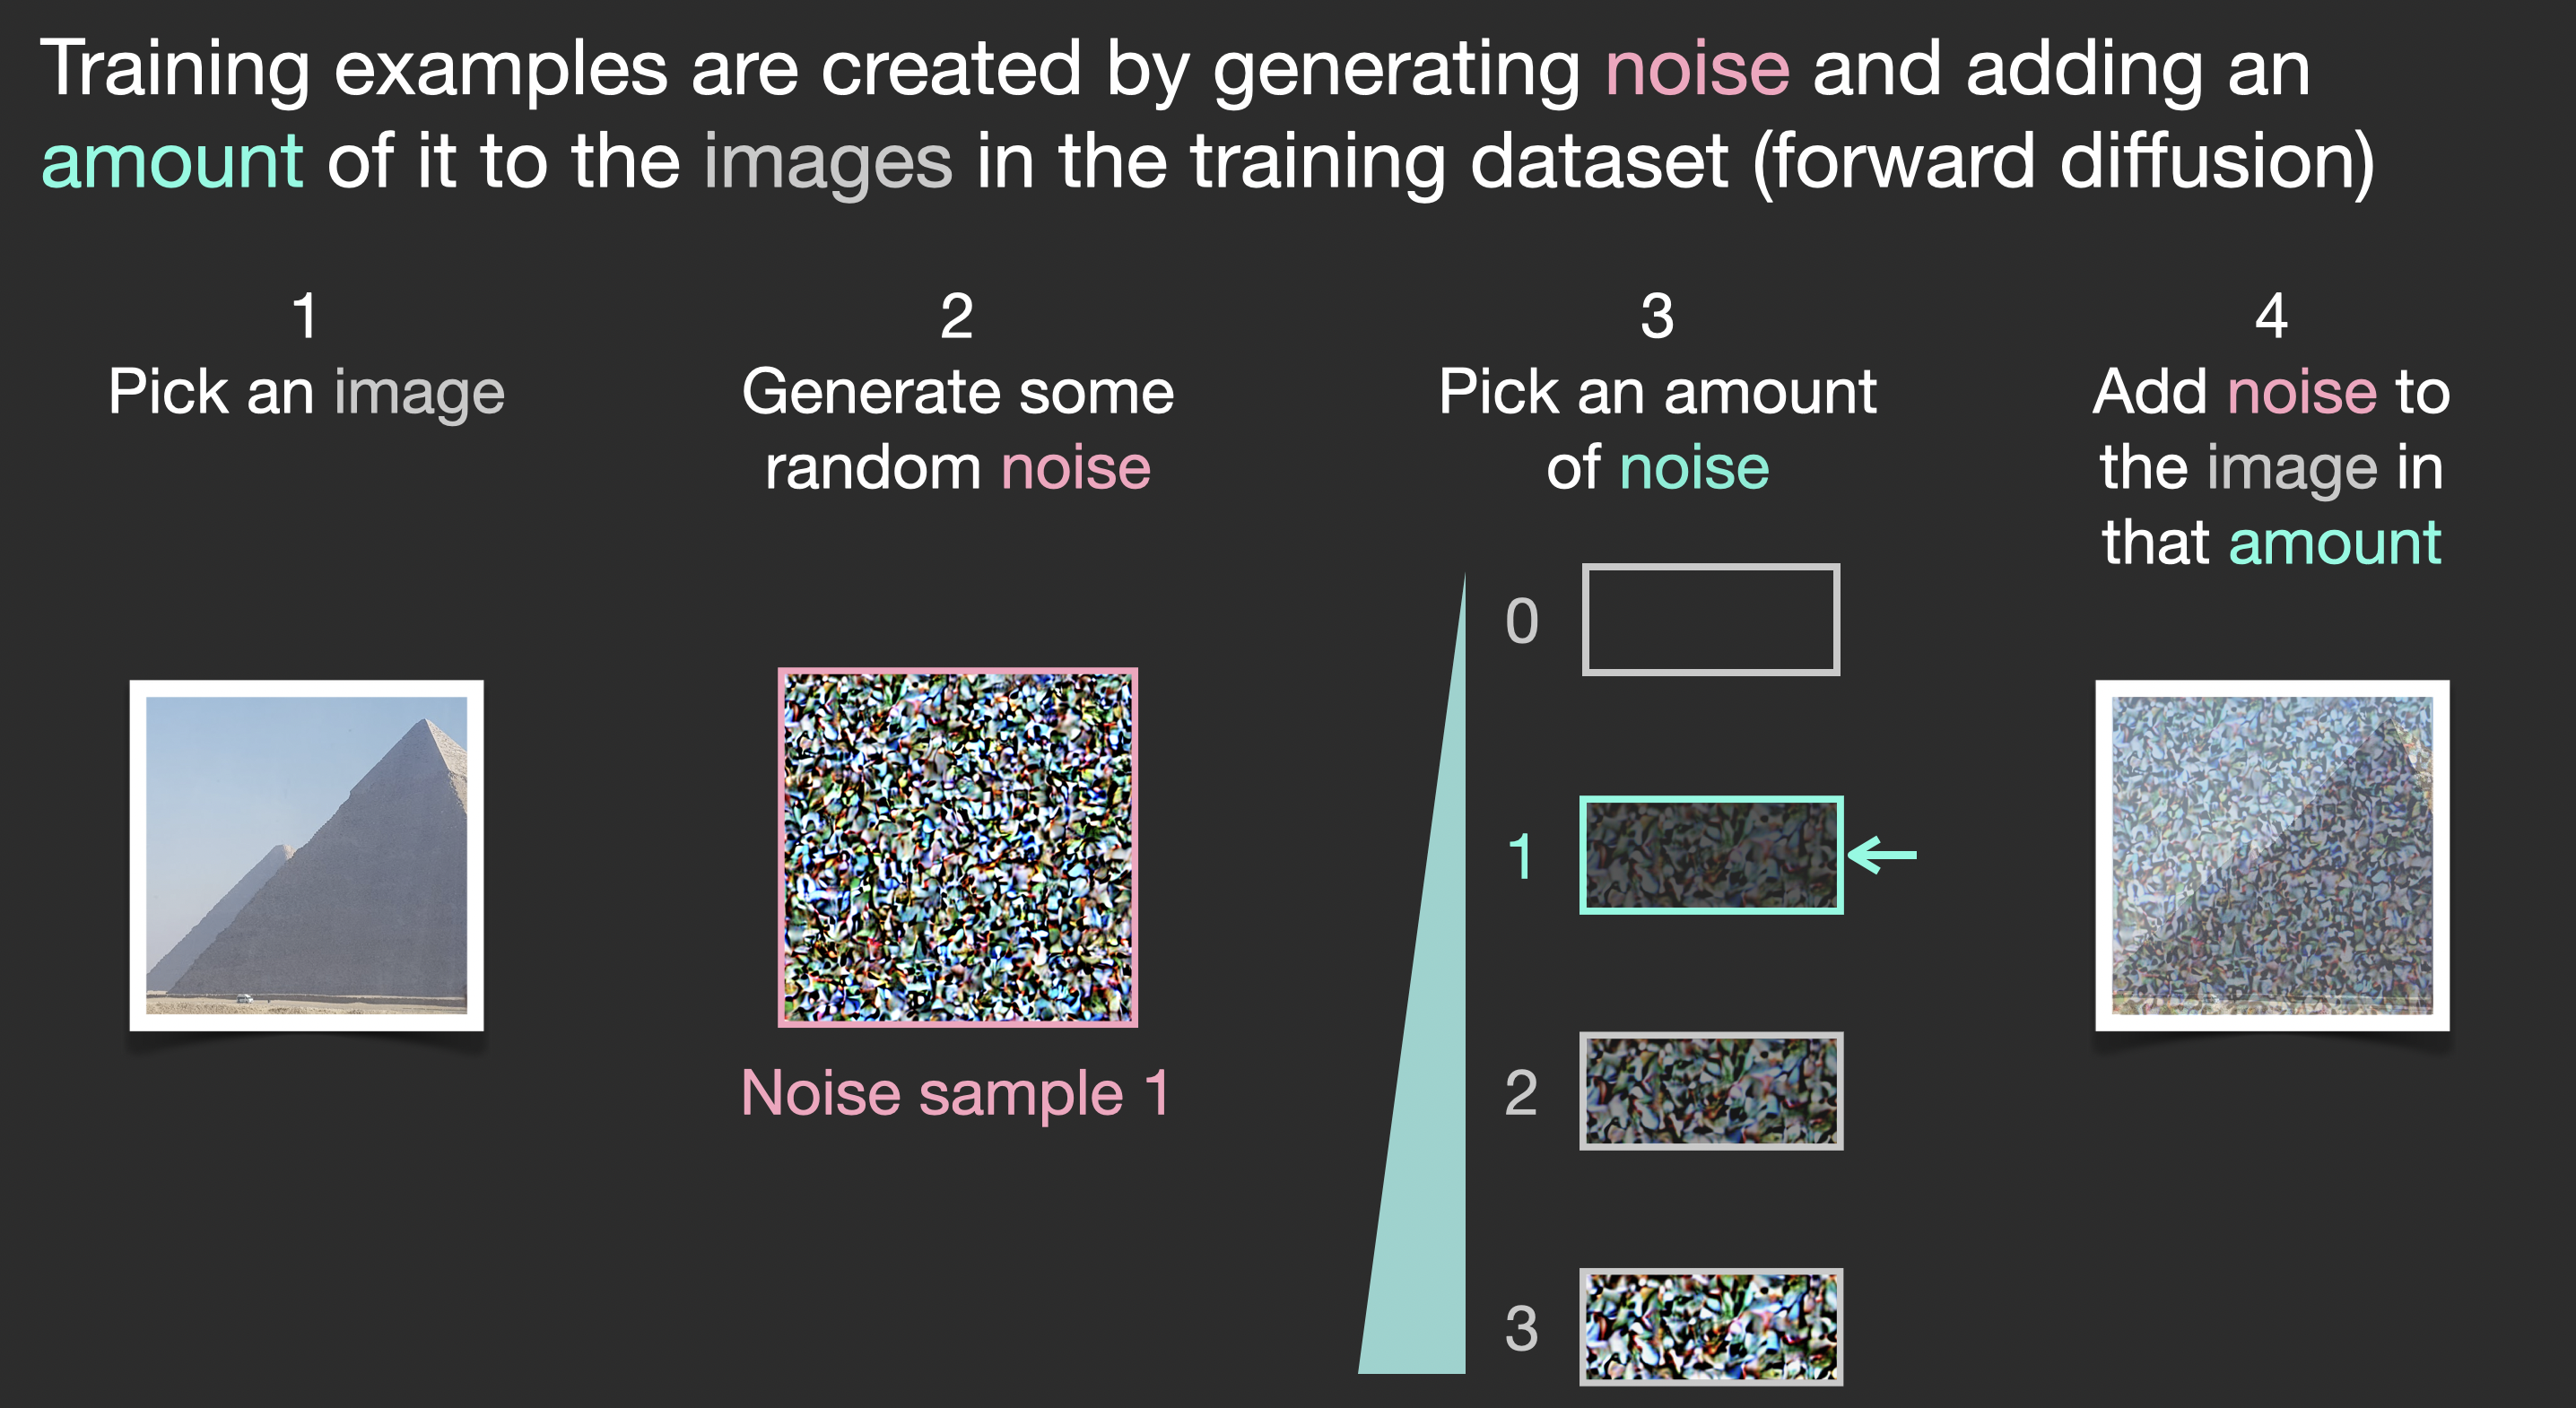 Training examples are created by generating noise and adding an
amount of it to the images in the training dataset (forward diffusion)
1
Pick an image
2
Generate some
random noise
Noise sample 1
3
Pick an amount
of noise
0
1
2
3
4
Add noise to
the image in
that amount